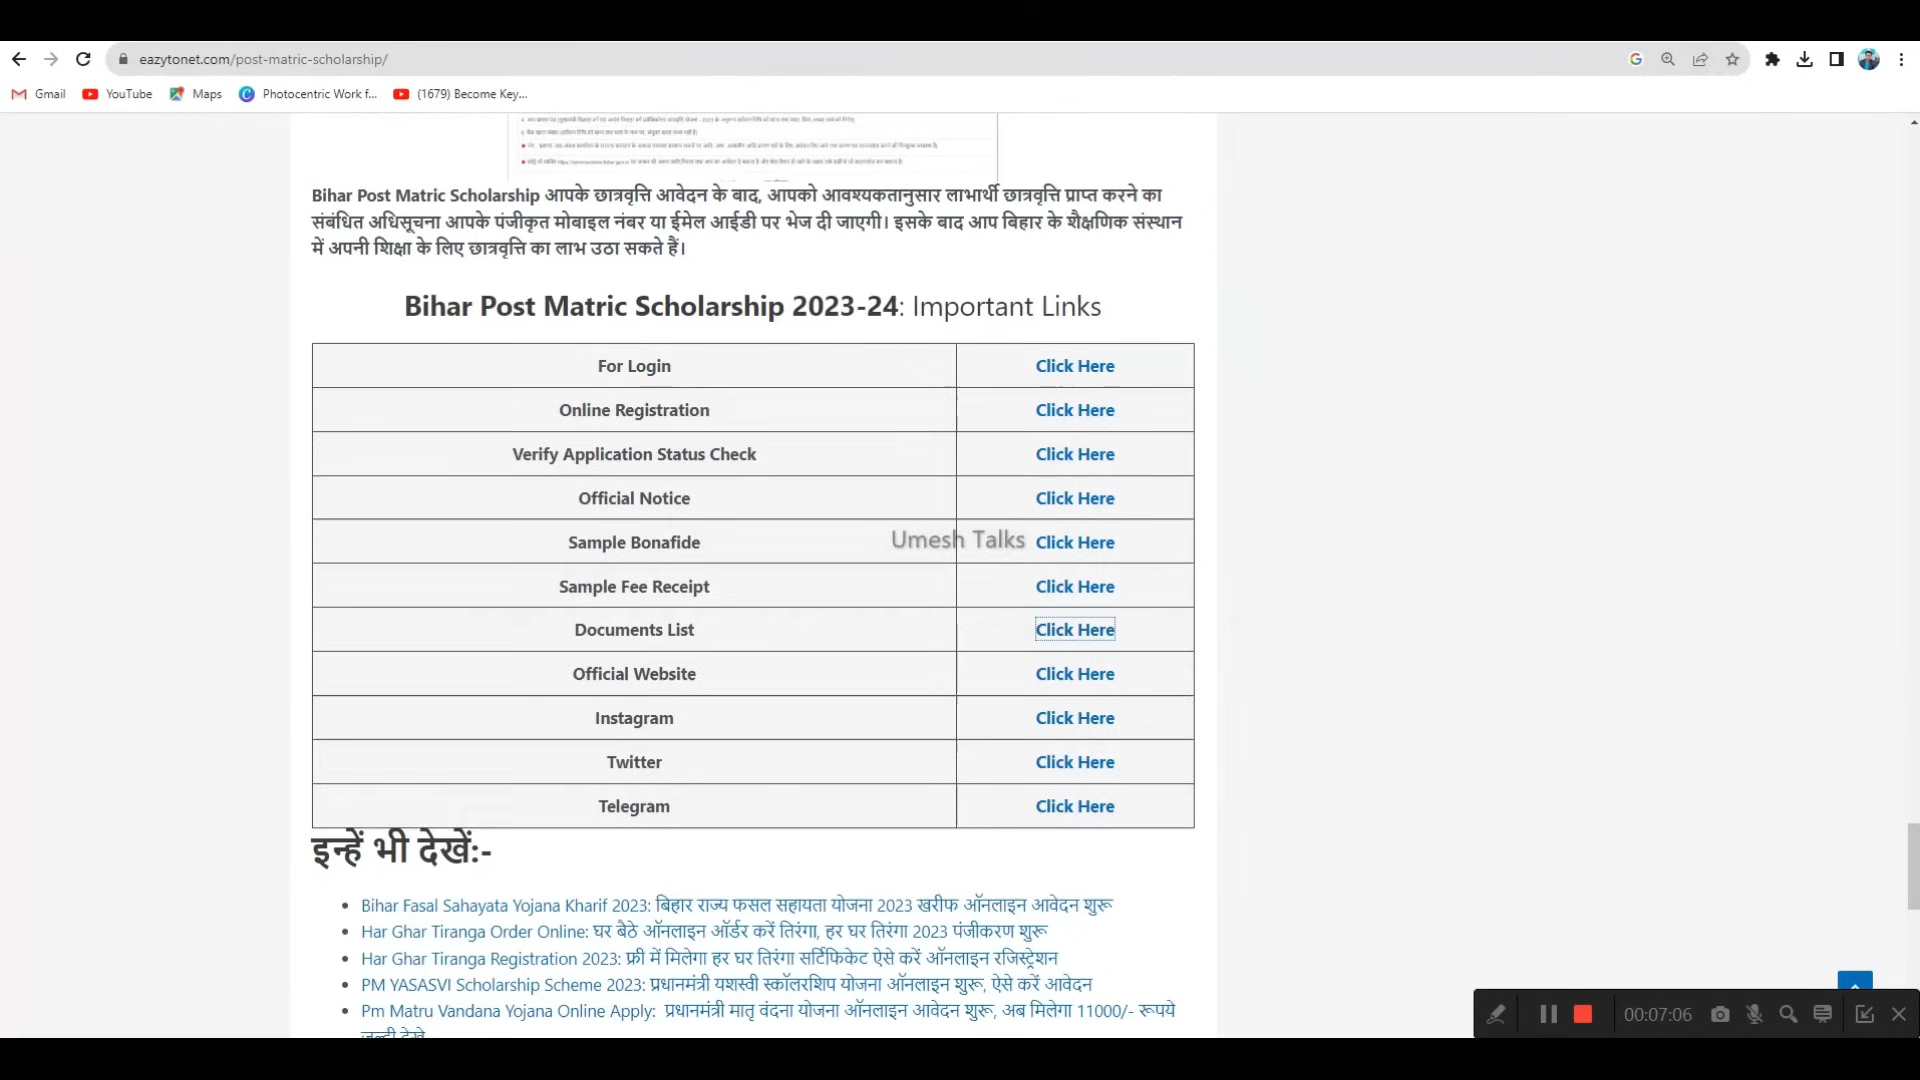 eazytonet.com/post-matric-scholarship/
Gmail YouTube Maps Photocentric Work f... (1679) Become Key...
Bihar Post Matric Scholarship आपके छात्रवृत्ति आवेदन के बाद, आपको आवश्यकतानुसार लाभार्थी छात्रवृत्ति प्राप्त करने का
संबंधित अधिसूचना आपके पंजीकृत मोबाइल नंबर या ईमेल आईडी पर भेज दी जाएगी। इसके बाद आप बिहार के शैक्षणिक संस्थान
में अपनी शिक्षा के लिए छात्रवृत्ति का लाभ उठा सकते हैं।
Bihar Post Matric Scholarship 2023-24: Important Links
For Login Click Here
Online Registration Click Here
Verify Application Status Check Click Here
Official Notice Click Here
Sample Bonafide Umesh Talks Click Here
Sample Fee Receipt Click Here
Documents List Click Here
Official Website Click Here
Instagram Click Here
Twitter Click Here
Telegram Click Here
इन्हें भी देखें:-
Bihar Fasal Sahayata Yojana Kharif 2023: बिहार राज्य फसल सहायता योजना 2023 खरीफ ऑनलाइन आवेदन शुरू
Har Ghar Tiranga Order Online: घर बैठे ऑनलाइन ऑर्डर करें तिरंगा, हर घर तिरंगा 2023 पंजीकरण शुरू
Har Ghar Tiranga Registration 2023: फ्री में मिलेगा हर घर तिरंगा सर्टिफिकेट ऐसे करें ऑनलाइन रजिस्ट्रेशन
PM YASASVI Scholarship Scheme 2023: प्रधानमंत्री यशस्वी स्कॉलरशिप योजना ऑनलाइन शुरू, ऐसे करें आवेदन
Pm Matru Vandana Yojana Online Apply: प्रधानमंत्री मातृ वंदना योजना ऑनलाइन आवेदन शुरू, अब मिलेगा 11000/- रूपये
00:07:06